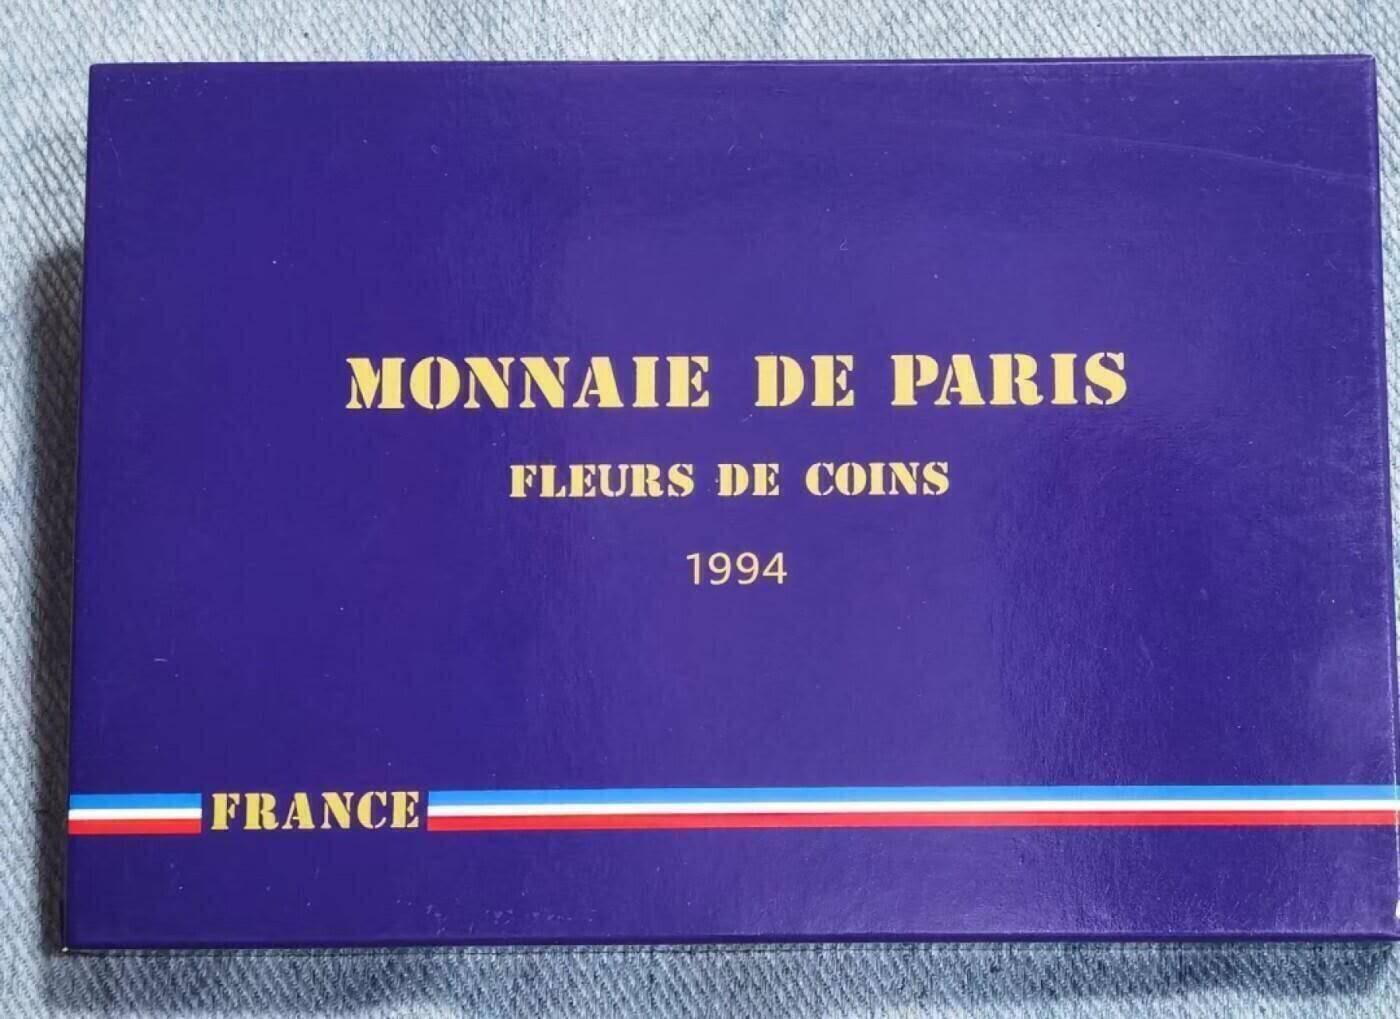 MONNAIE DE PARIS
FLEURS DE COINS
1994
FRANCE